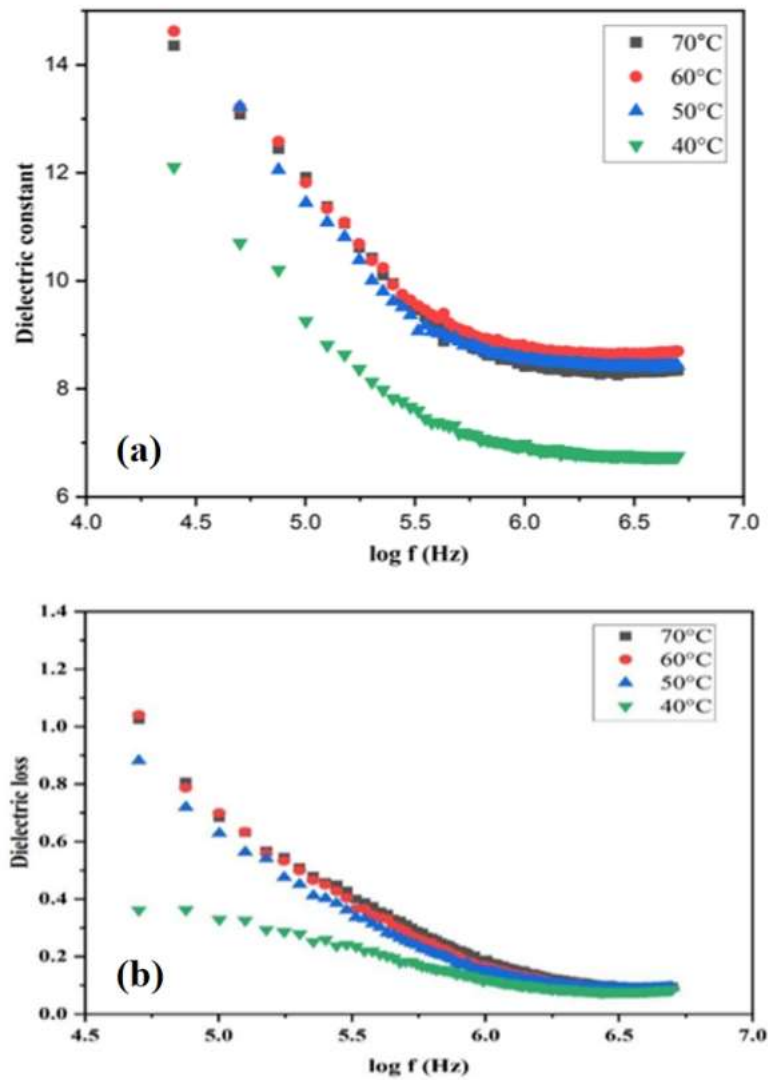 14
12
10
8
6
Dielectric constant
70°C
60°C
50°C
40°C
(a)
4.0 4.5 5.0 5.5 6.0 6.5 7.0
log f (Hz)
1.4
1.2
1.0
0.8
0.6
0.4
0.2
0.0
Dielectric loss
70°C
60°C
50°C
40°C
(b)
4.5 5.0 5.5 6.0 6.5 7.0
log f (Hz)